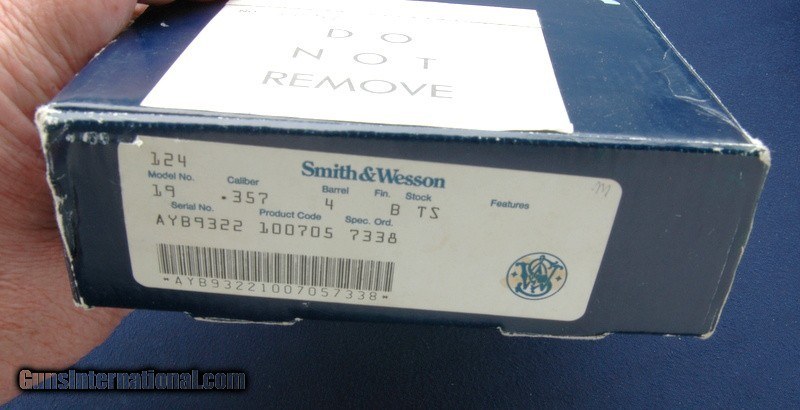 DO
NOT
REMOVE
124
Smith & Wesson
Model No. Caliber Barrel Fin. Stock Features
19 .357 4 B TS
Serial No. Product Code Spec. Ord.
AYB9322 100705 7338
-AYB93221007057338-
GunsInternational.com